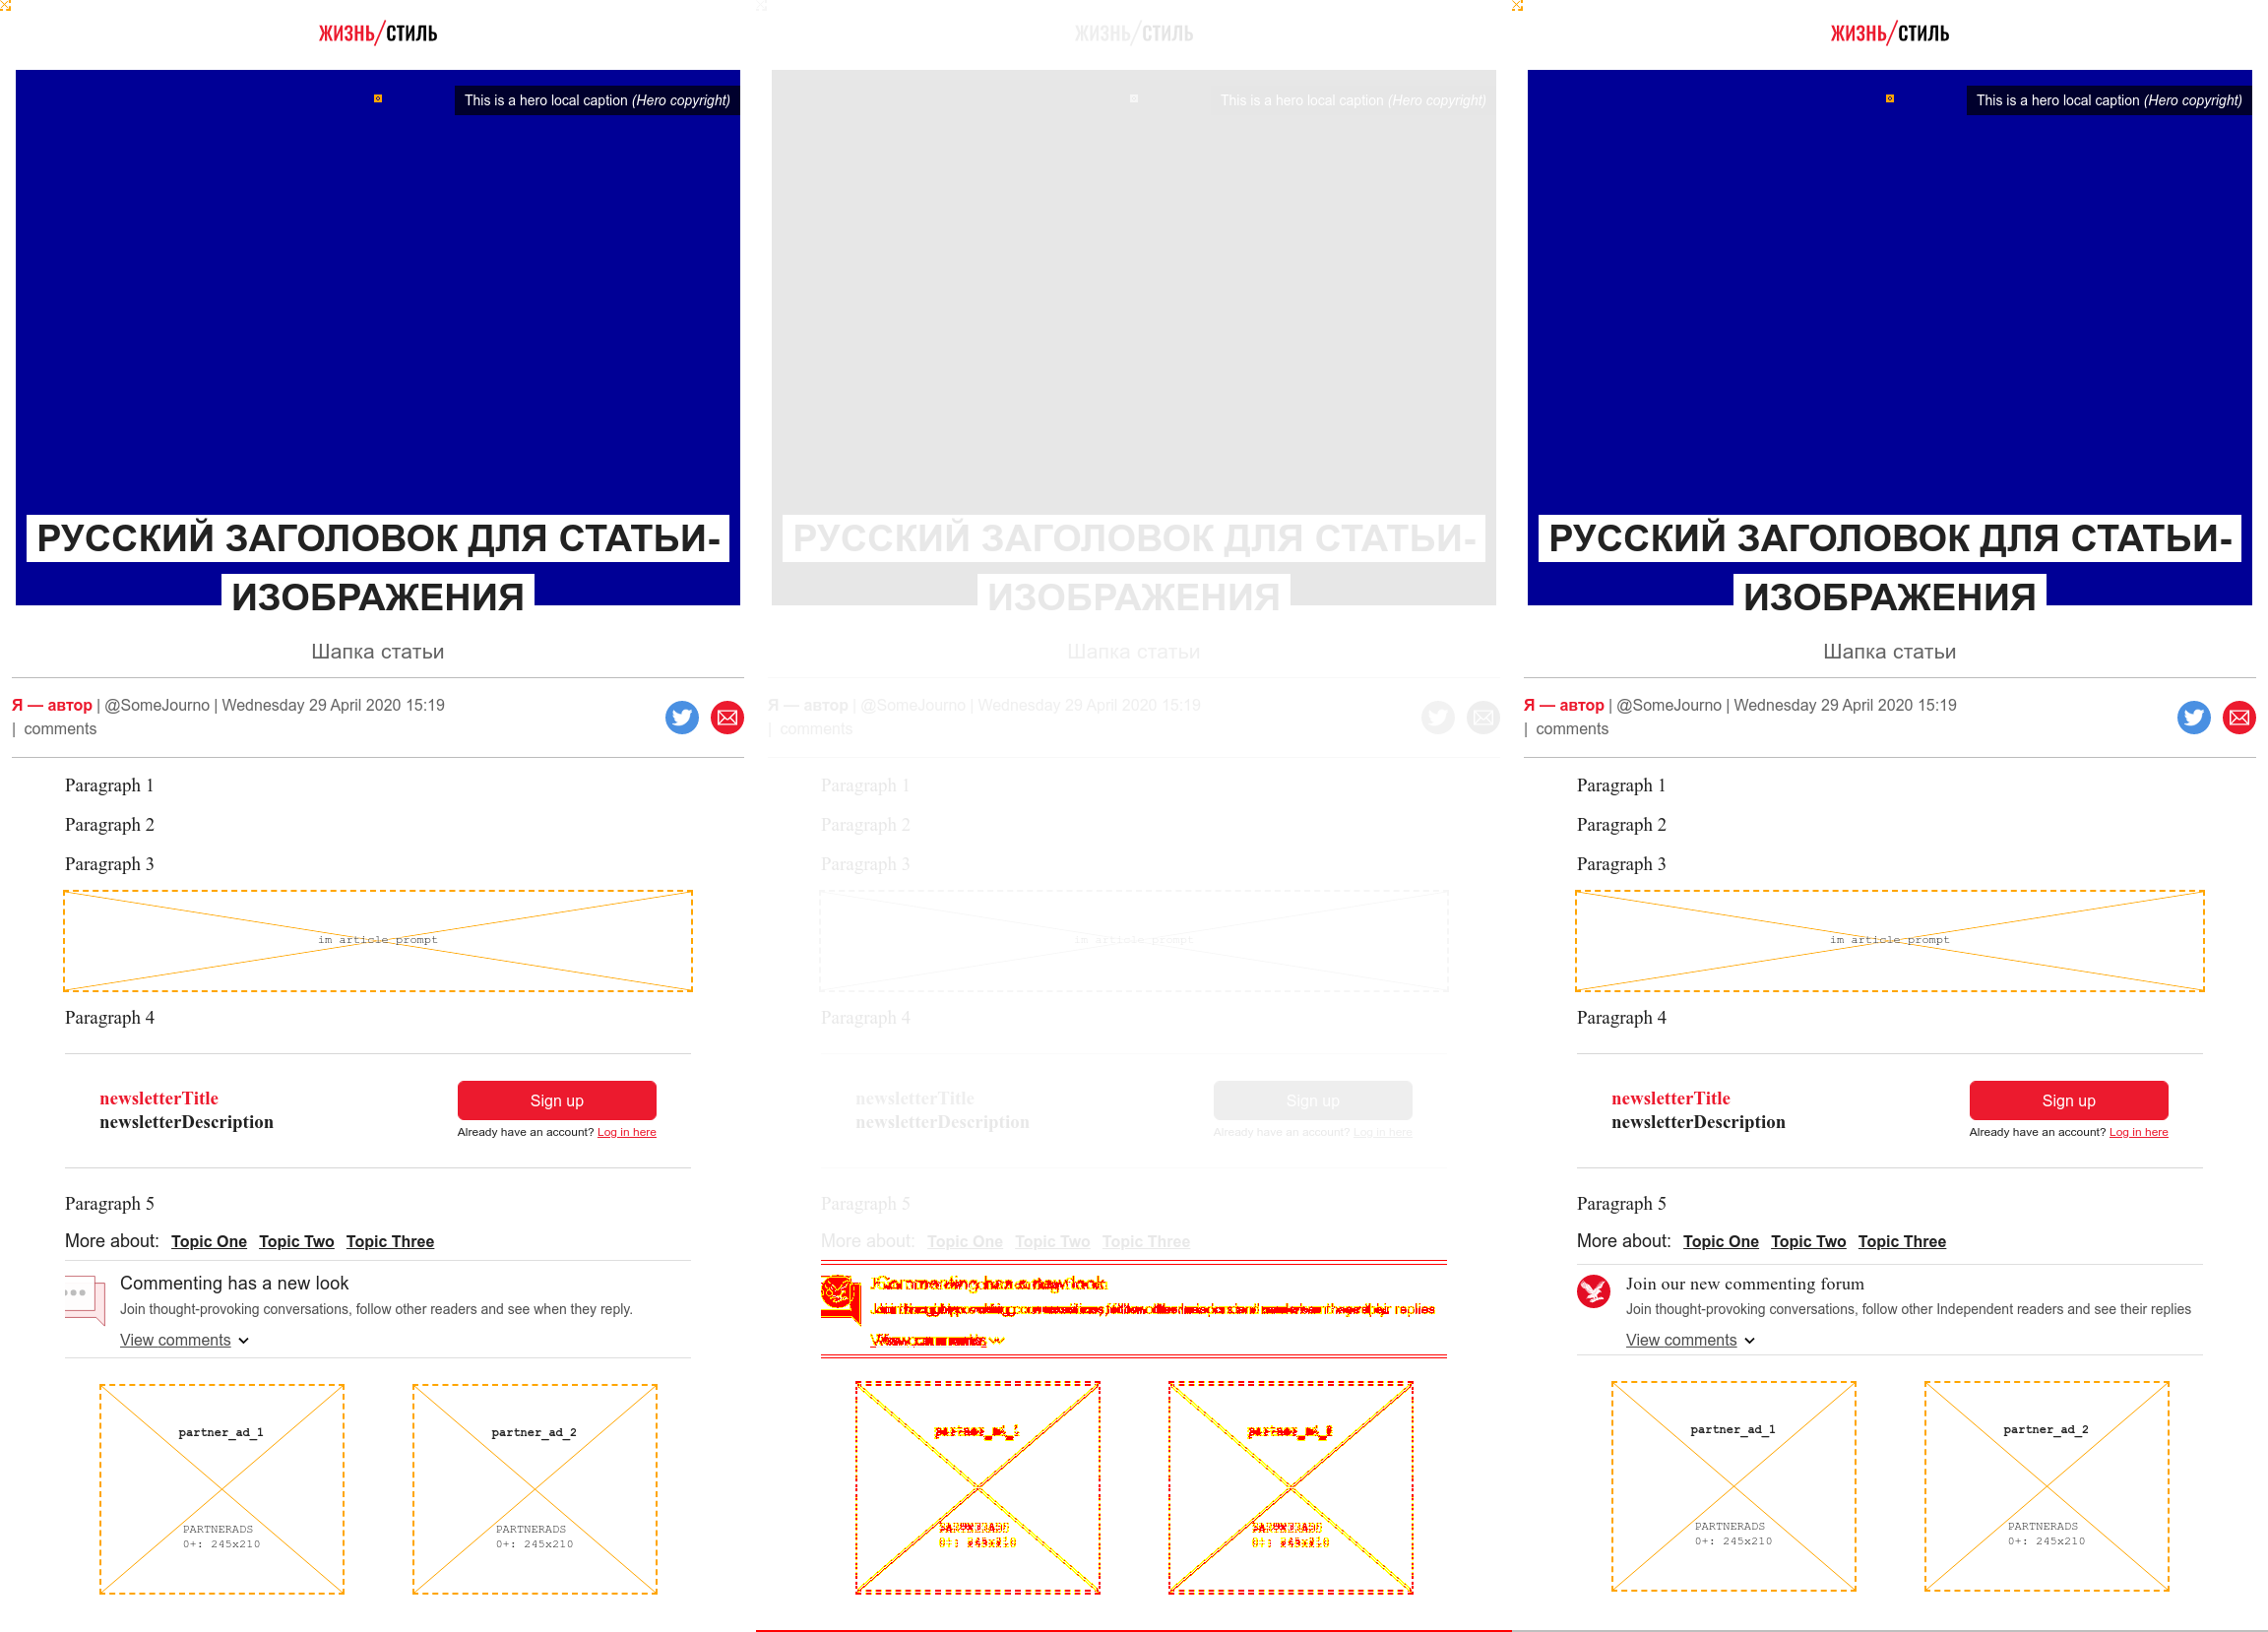 ЖИЗНЬ/СТИЛЬ
This is a hero local caption (Hero copyright)
РУССКИЙ ЗАГОЛОВОК ДЛЯ СТАТЬИ-
ИЗОБРАЖЕНИЯ
Шапка статьи
Я — автор | @SomeJourno | Wednesday 29 April 2020 15:19
| comments
Paragraph 1
Paragraph 2
Paragraph 3
im article prompt
Paragraph 4
newsletterTitle
newsletterDescription
Sign up
Already have an account? Log in here
Paragraph 5
More about: Topic One Topic Two Topic Three
Commenting has a new look
Join thought-provoking conversations, follow other readers and see when they reply.
View comments
partner_ad_1
PARTNERADS
0+: 245x210
partner_ad_2
PARTNERADS
0+: 245x210
ЖИЗНЬ/СТИЛЬ
This is a hero local caption (Hero copyright)
РУССКИЙ ЗАГОЛОВОК ДЛЯ СТАТЬИ-
ИЗОБРАЖЕНИЯ
Шапка статьи
Я — автор | @SomeJourno | Wednesday 29 April 2020 15:19
| comments
Paragraph 1
Paragraph 2
Paragraph 3
im article prompt
Paragraph 4
newsletterTitle
newsletterDescription
Sign up
Already have an account? Log in here
Paragraph 5
More about: Topic One Topic Two Topic Three
ЖИЗНЬ/СТИЛЬ
This is a hero local caption (Hero copyright)
РУССКИЙ ЗАГОЛОВОК ДЛЯ СТАТЬИ-
ИЗОБРАЖЕНИЯ
Шапка статьи
Я — автор | @SomeJourno | Wednesday 29 April 2020 15:19
| comments
Paragraph 1
Paragraph 2
Paragraph 3
im article prompt
Paragraph 4
newsletterTitle
newsletterDescription
Sign up
Already have an account? Log in here
Paragraph 5
More about: Topic One Topic Two Topic Three
Join our new commenting forum
Join thought-provoking conversations, follow other Independent readers and see their replies
View comments
partner_ad_1
PARTNERADS
0+: 245x210
partner_ad_2
PARTNERADS
0+: 245x210